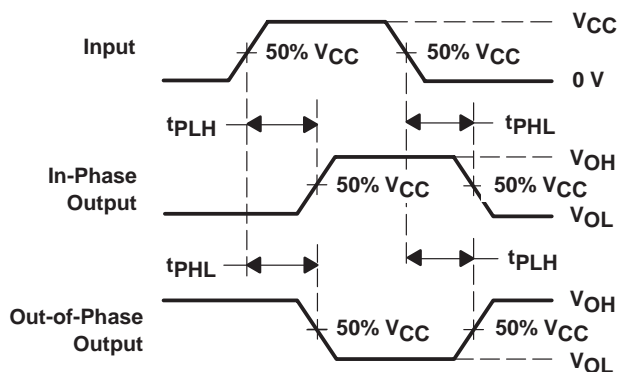 VCC
Input
50% VCC
50% VCC
0 V
tPLH
tPHL
In-Phase
Output
50% VCC
50% VCC
VOH
VOL
tPHL
tPLH
Out-of-Phase
Output
50% VCC
50% VCC
VOH
VOL